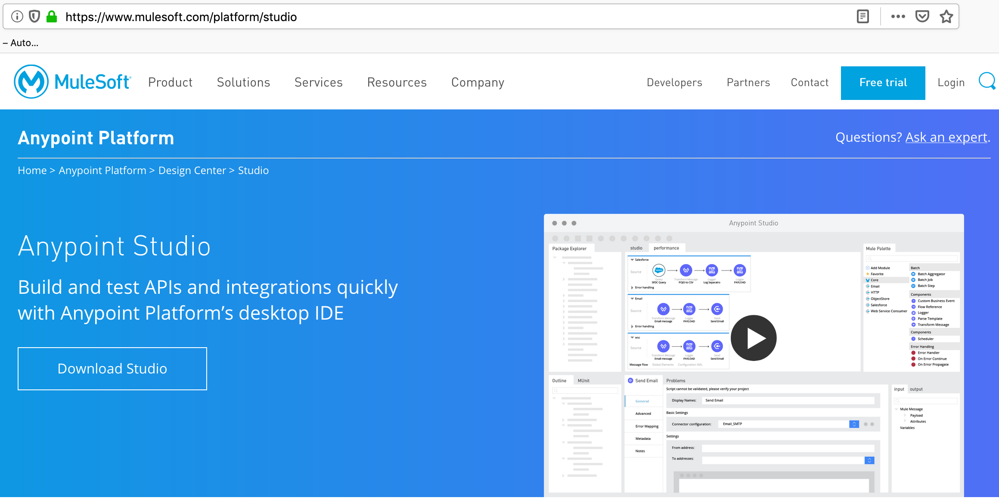 https://www.mulesoft.com/platform/studio
– Auto...
MuleSoft Product Solutions Services Resources Company Developers Partners Contact Free trial Login
Anypoint Platform
Questions? Ask an expert.
Home > Anypoint Platform > Design Center > Studio
Anypoint Studio
Build and test APIs and integrations quickly
with Anypoint Platform’s desktop IDE
Download Studio
Anypoint Studio
Package Explorer
studio performance
Salesforce
Source
Query Transform Message Logger Logger
SFDC Query POJO to CSV Log Separatro PAYLOAD
Error handling
Email
Source
Transform Message Logger Send
Email message PAYLOAD Send Email
Error handling
wsc
Source
Transform Message Logger Send
Email message PAYLOAD Send Email
Message Flow Global Elements Configuration XML
Mule Palette
Add Module
Favorite
Core
Email
HTTP
ObjectStore
Salesforce
Web Service Consumer
Batch
Batch Aggregator
Batch Job
Batch Step
Components
Custom Business Event
Flow Reference
Logger
Parse Template
Transform Message
Components
Scheduler
Error Handling
Error Handler
On Error Continue
On Error Propagate
Outline MUnit
Send Email Problems
Script cannot be validated, please verify your project
General
Advanced
Error Mapping
Metadata
Notes
Display Names: Send Email
Basic Settings
Connector configuration: Email_SMTP
Settings
From address:
To addresses:
input output
Mule Message
Payload
Attributes
Variables